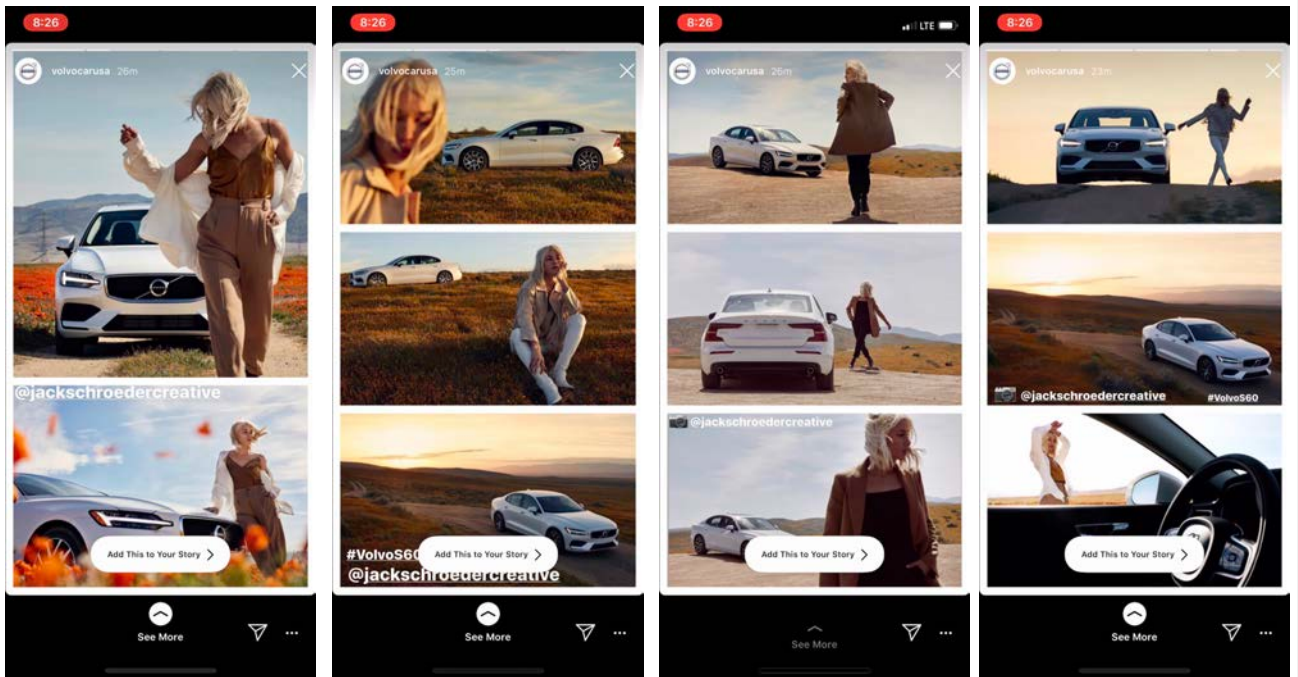 8:26
volvocarusa 26m
@jackschroedercreative
Add This to Your Story
See More
8:26
volvocarusa 25m
#VolvoS60
@jackschroedercreative
Add This to Your Story
See More
8:26
LTE
volvocarusa 26m
@jackschroedercreative
Add This to Your Story
See More
8:26
volvocarusa 23m
@jackschroedercreative #VolvoS60
Add This to Your Story
See More